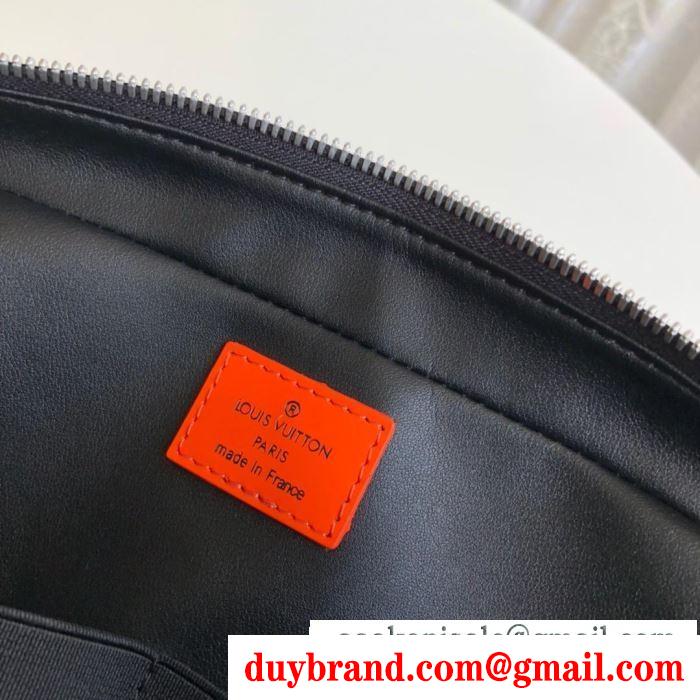 ®
LOUIS VUITTON
PARIS
made in France
duybrand.com@gmail.com